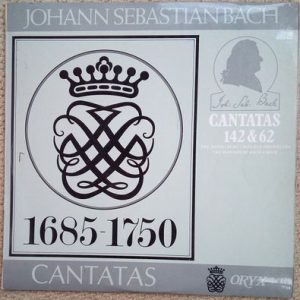 JOHANN SEBASTIAN BACH
Joh. Seb. Bach
CANTATAS
142 & 62
1685-1750
CANTATAS
ORYX